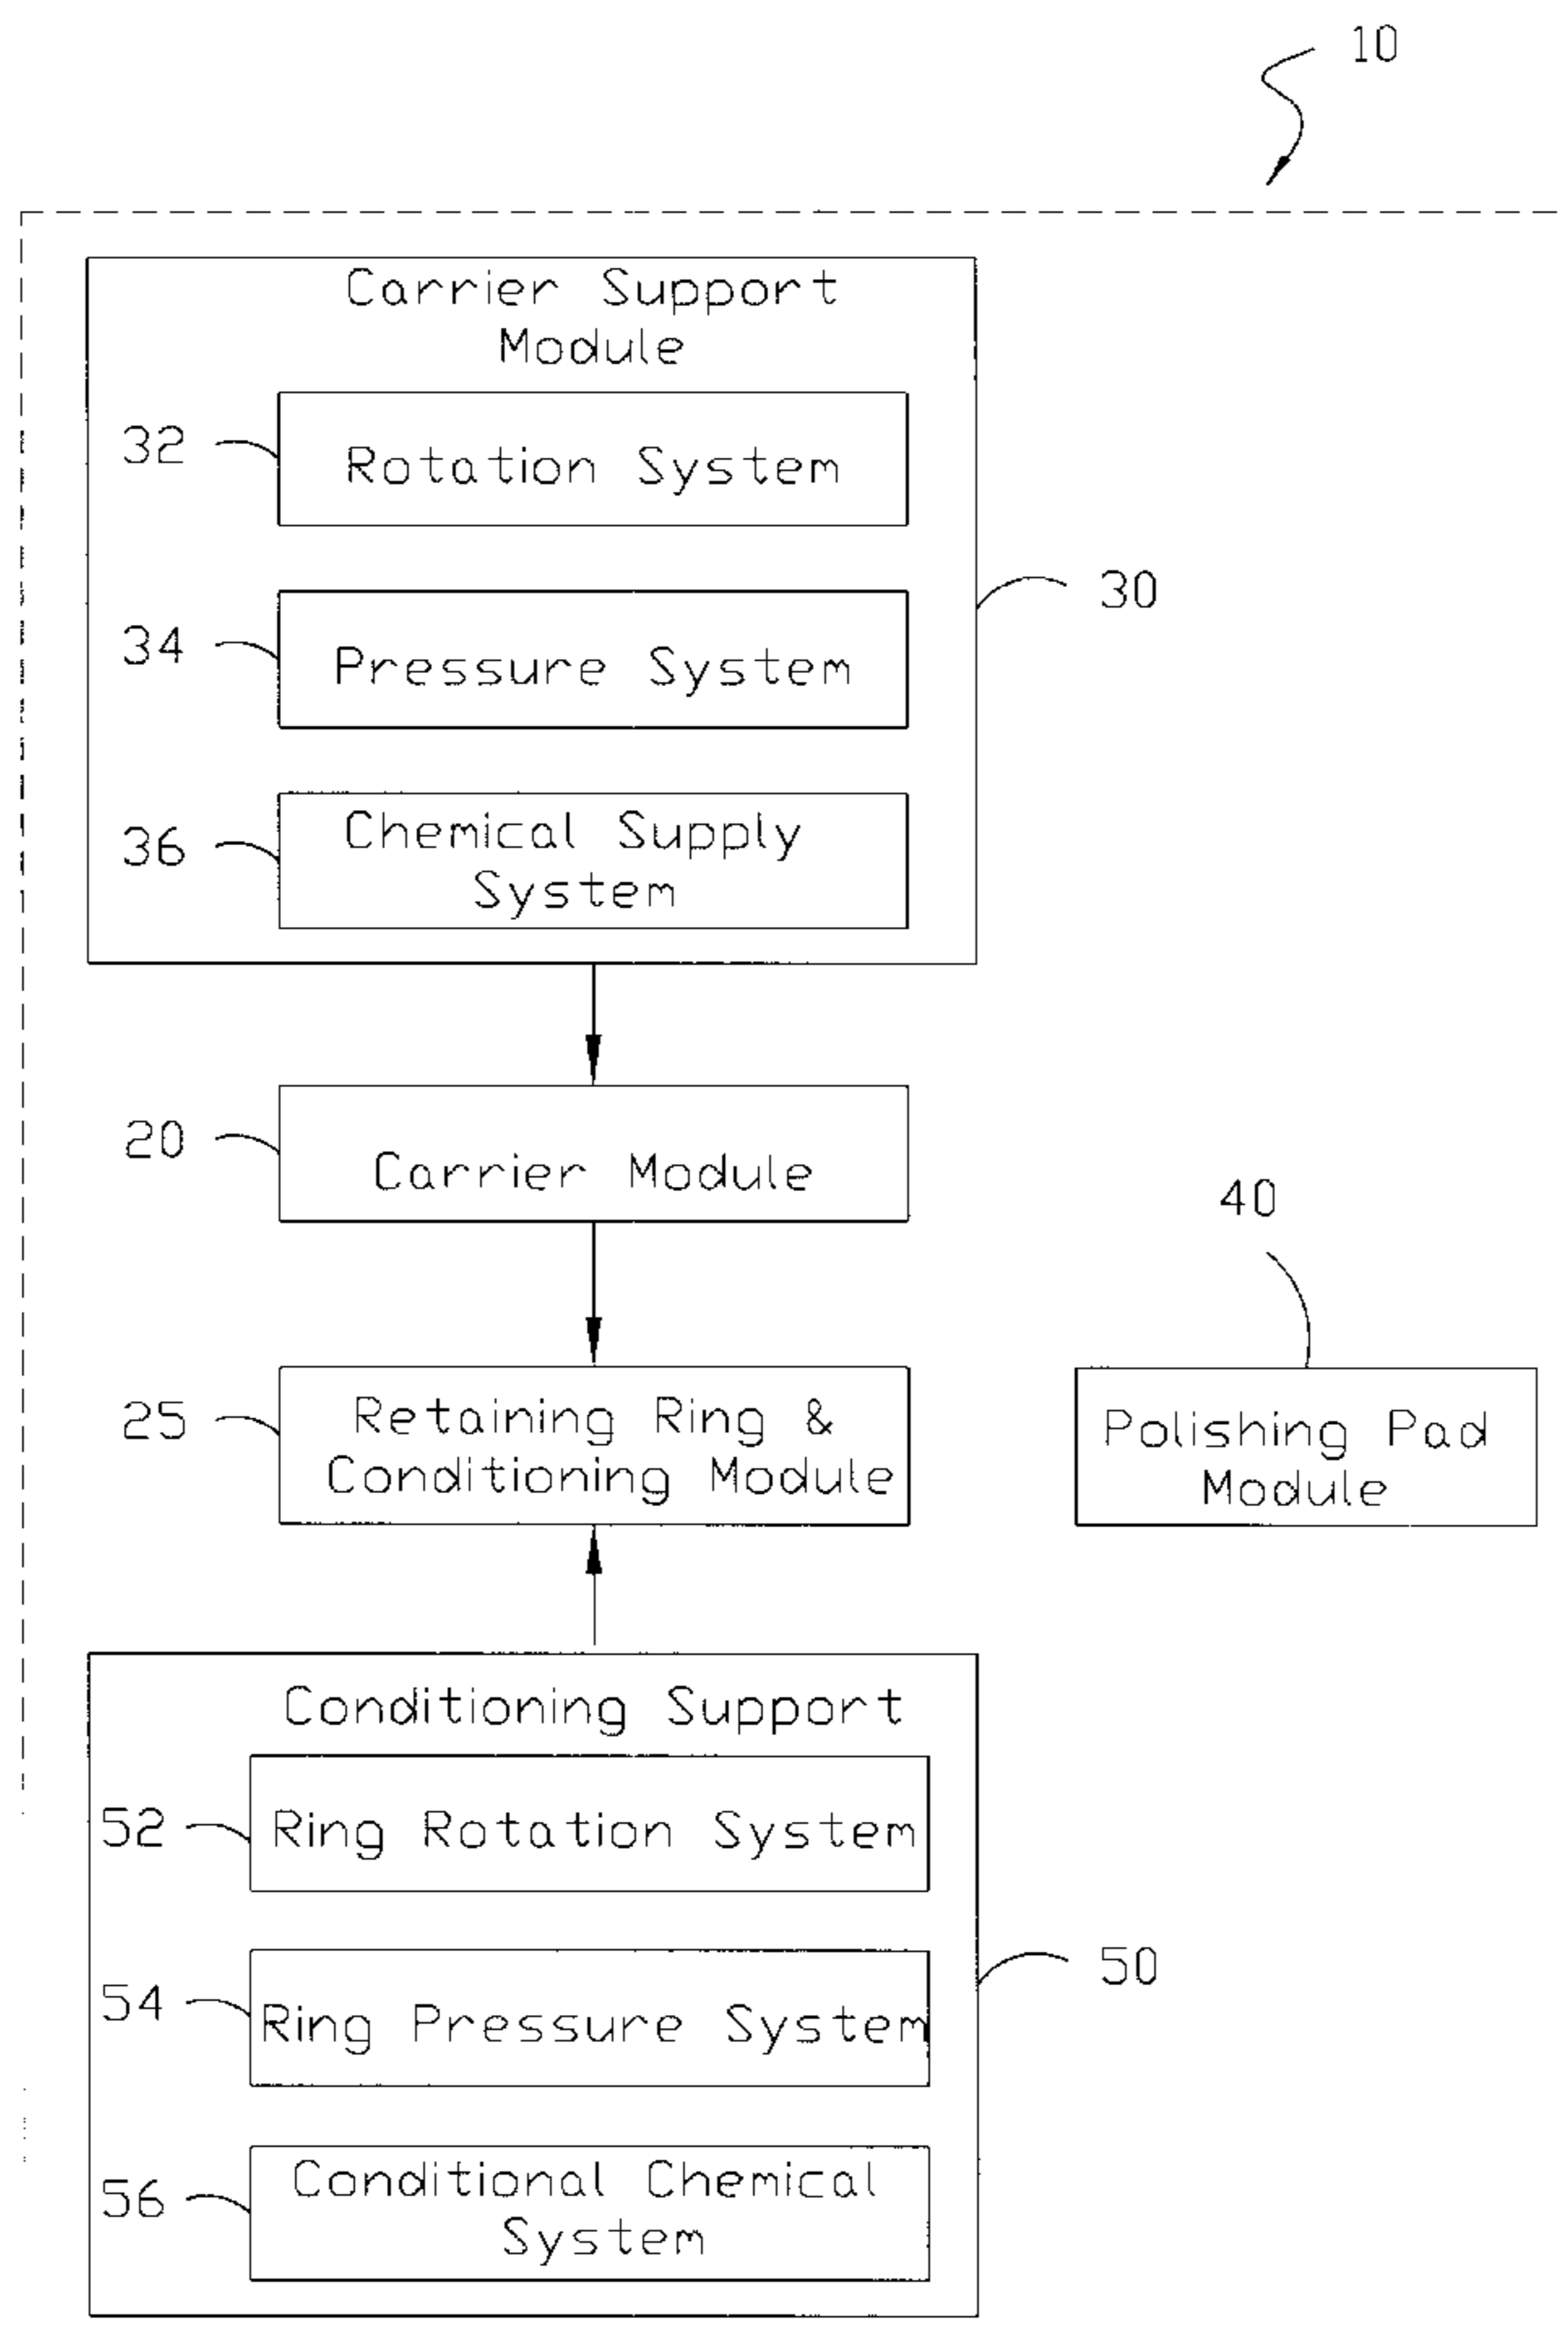 10
Carrier Support
Module
32
Rotation System
30
34
Pressure System
36
Chemical Supply
System
20
Carrier Module
40
25
Retaining Ring &
Conditioning Module
Polishing Pad
Module
Conditioning Support
52
Ring Rotation System
50
54
Ring Pressure System
56
Conditional Chemical
System